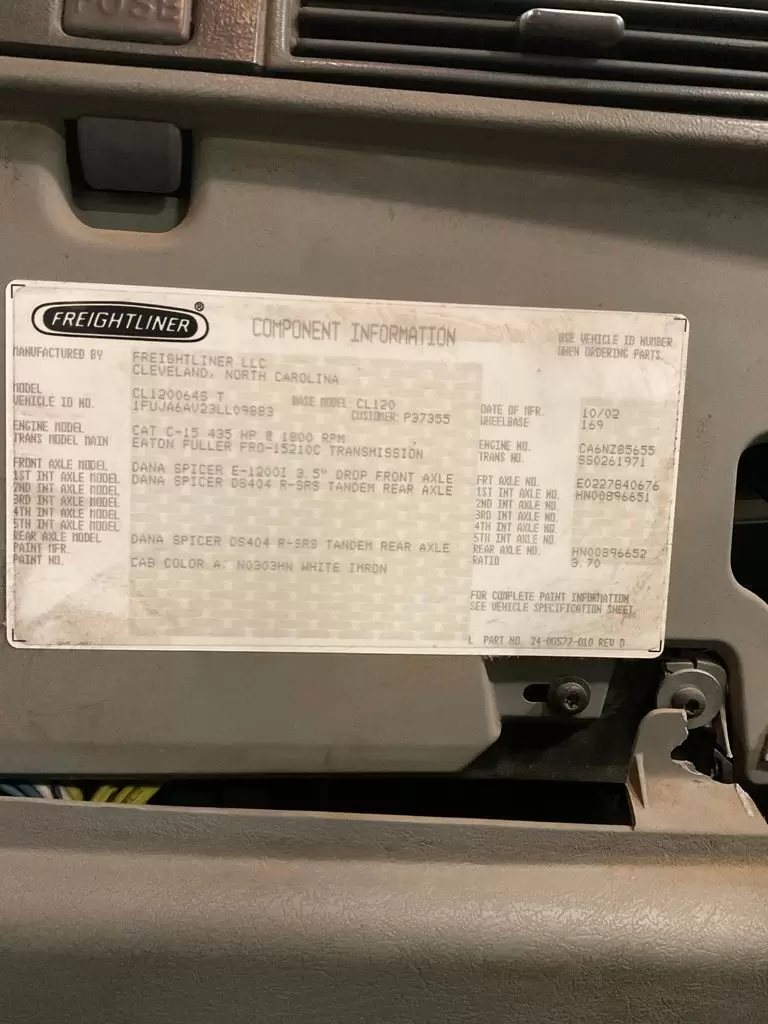 FUSE
FREIGHTLINER ® COMPONENT INFORMATION
USE VEHICLE ID NUMBER
WHEN ORDERING PARTS.
MANUFACTURED BY FREIGHTLINER LLC
CLEVELAND, NORTH CAROLINA
MODEL CL120064S T BASE MODEL: CL120
VEHICLE ID NO. 1FUJA6AV23LL09883 CUSTOMER: P37355
DATE OF MFR. 10/02
WHEELBASE 169
ENGINE MODEL CAT C-15 435 HP @ 1800 RPM
TRANS MODEL MAIN EATON FULLER FRO-15210C TRANSMISSION
ENGINE NO. CA6NZ85655
TRANS NO. SS0261971
FRONT AXLE MODEL DANA SPICER E-1200I 3.5" DROP FRONT AXLE
1ST INT AXLE MODEL DANA SPICER DS404 R-SRS TANDEM REAR AXLE
2ND INT AXLE MODEL
3RD INT AXLE MODEL
4TH INT AXLE MODEL
5TH INT AXLE MODEL
REAR AXLE MODEL DANA SPICER DS404 R-SRS TANDEM REAR AXLE
PAINT MFR.
PAINT NO. CAB COLOR A: N0303HN WHITE IMRON
FRT AXLE NO. E0227840676
1ST INT AXLE NO. HN00896651
2ND INT AXLE NO.
3RD INT AXLE NO.
4TH INT AXLE NO.
5TH INT AXLE NO.
REAR AXLE NO. HN00896652
RATIO 3.70
FOR COMPLETE PAINT INFORMATION
SEE VEHICLE SPECIFICATION SHEET
L PART NO. 24-00577-010 REV D